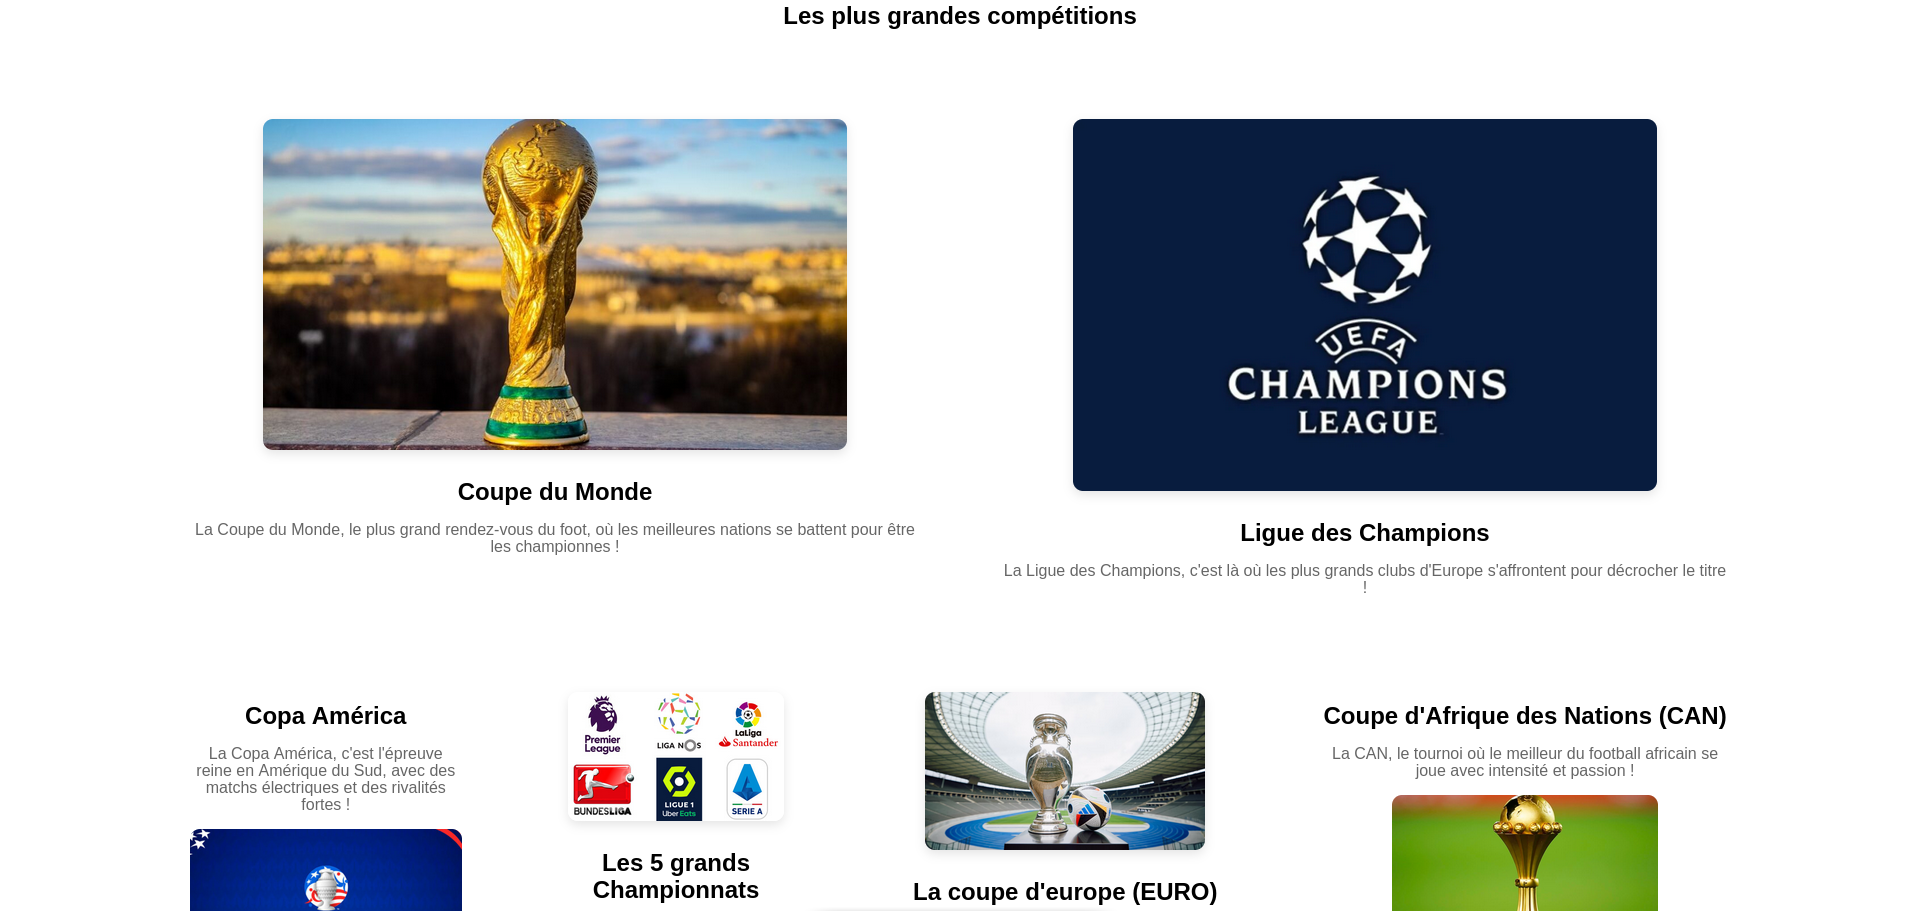 Les plus grandes compétitions
UEFA
CHAMPIONS
LEAGUE
Coupe du Monde
La Coupe du Monde, le plus grand rendez-vous du foot, où les meilleures nations se battent pour être
les championnes !
Ligue des Champions
La Ligue des Champions, c'est là où les plus grands clubs d'Europe s'affrontent pour décrocher le titre
!
Copa América
La Copa América, c'est l'épreuve
reine en Amérique du Sud, avec des
matchs électriques et des rivalités
fortes !
Premier
League
LIGA NOS
LaLiga
Santander
BUNDESLIGA
LIGUE 1
Uber Eats
SERIE A
Les 5 grands
Championnats
La coupe d'europe (EURO)
Coupe d'Afrique des Nations (CAN)
La CAN, le tournoi où le meilleur du football africain se
joue avec intensité et passion !